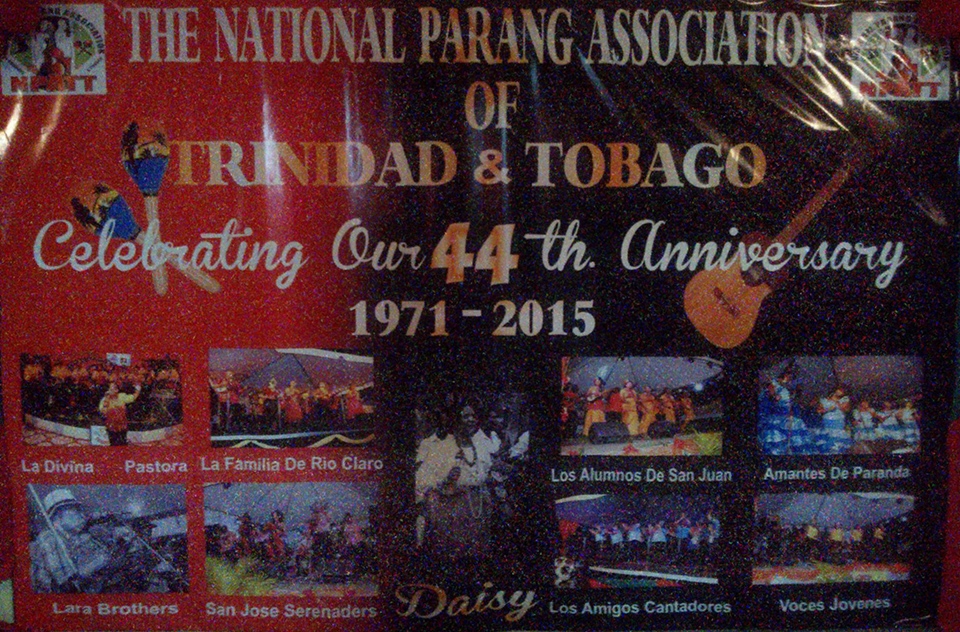 THE NATIONAL PARANG ASSOCIATION
OF
TRINIDAD & TOBAGO
Celebrating Our 44th. Anniversary
1971-2015
La Divina Pastora
La Familia De Rio Claro
Los Alumnos De San Juan
Amantes De Paranda
Lara Brothers
San Jose Serenaders
Daisy
Los Amigos Cantadores
Voces Jovenes